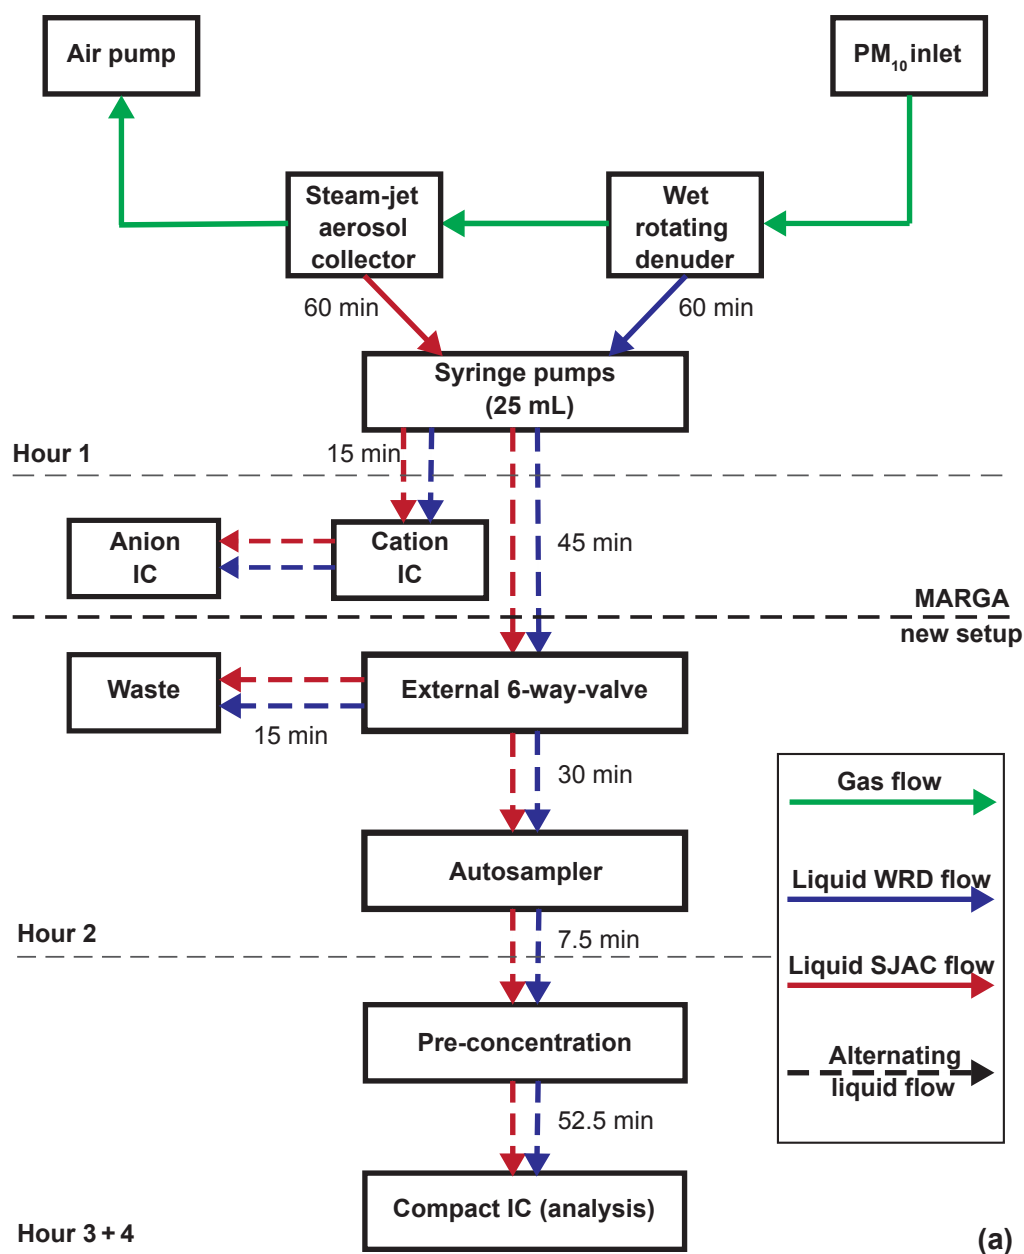 Air pump
PM10 inlet
Steam-jet
aerosol
collector
Wet
rotating
denuder
60 min
60 min
Syringe pumps
(25 mL)
Hour 1
15 min
Anion
IC
Cation
IC
45 min
MARGA
new setup
Waste
External 6-way-valve
15 min
30 min
Gas flow
Autosampler
Liquid WRD flow
Hour 2
7.5 min
Liquid SJAC flow
Pre-concentration
Alternating
liquid flow
52.5 min
Compact IC (analysis)
Hour 3 + 4
(a)